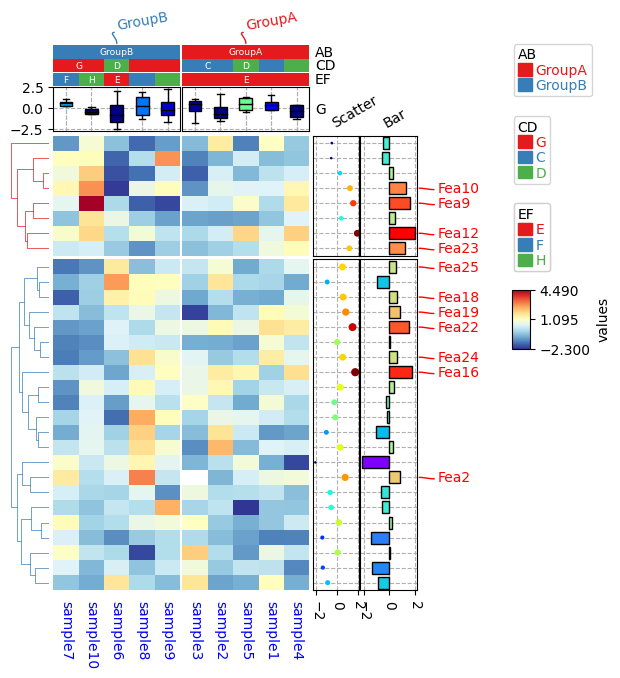 GroupB
GroupA
GroupB GroupA AB
G D C D CD
F H E E EF
2.5
0.0
−2.5
G
Scatter Bar
Fea10
Fea9
Fea12
Fea23
Fea25
Fea18
Fea19
Fea22
Fea24
Fea16
Fea2
−2 0 2 −2 0 2
sample7 sample10 sample6 sample8 sample9 sample3 sample2 sample5 sample1 sample4
AB
GroupA
GroupB
CD
G
C
D
EF
E
F
H
4.490
1.095
−2.300
values